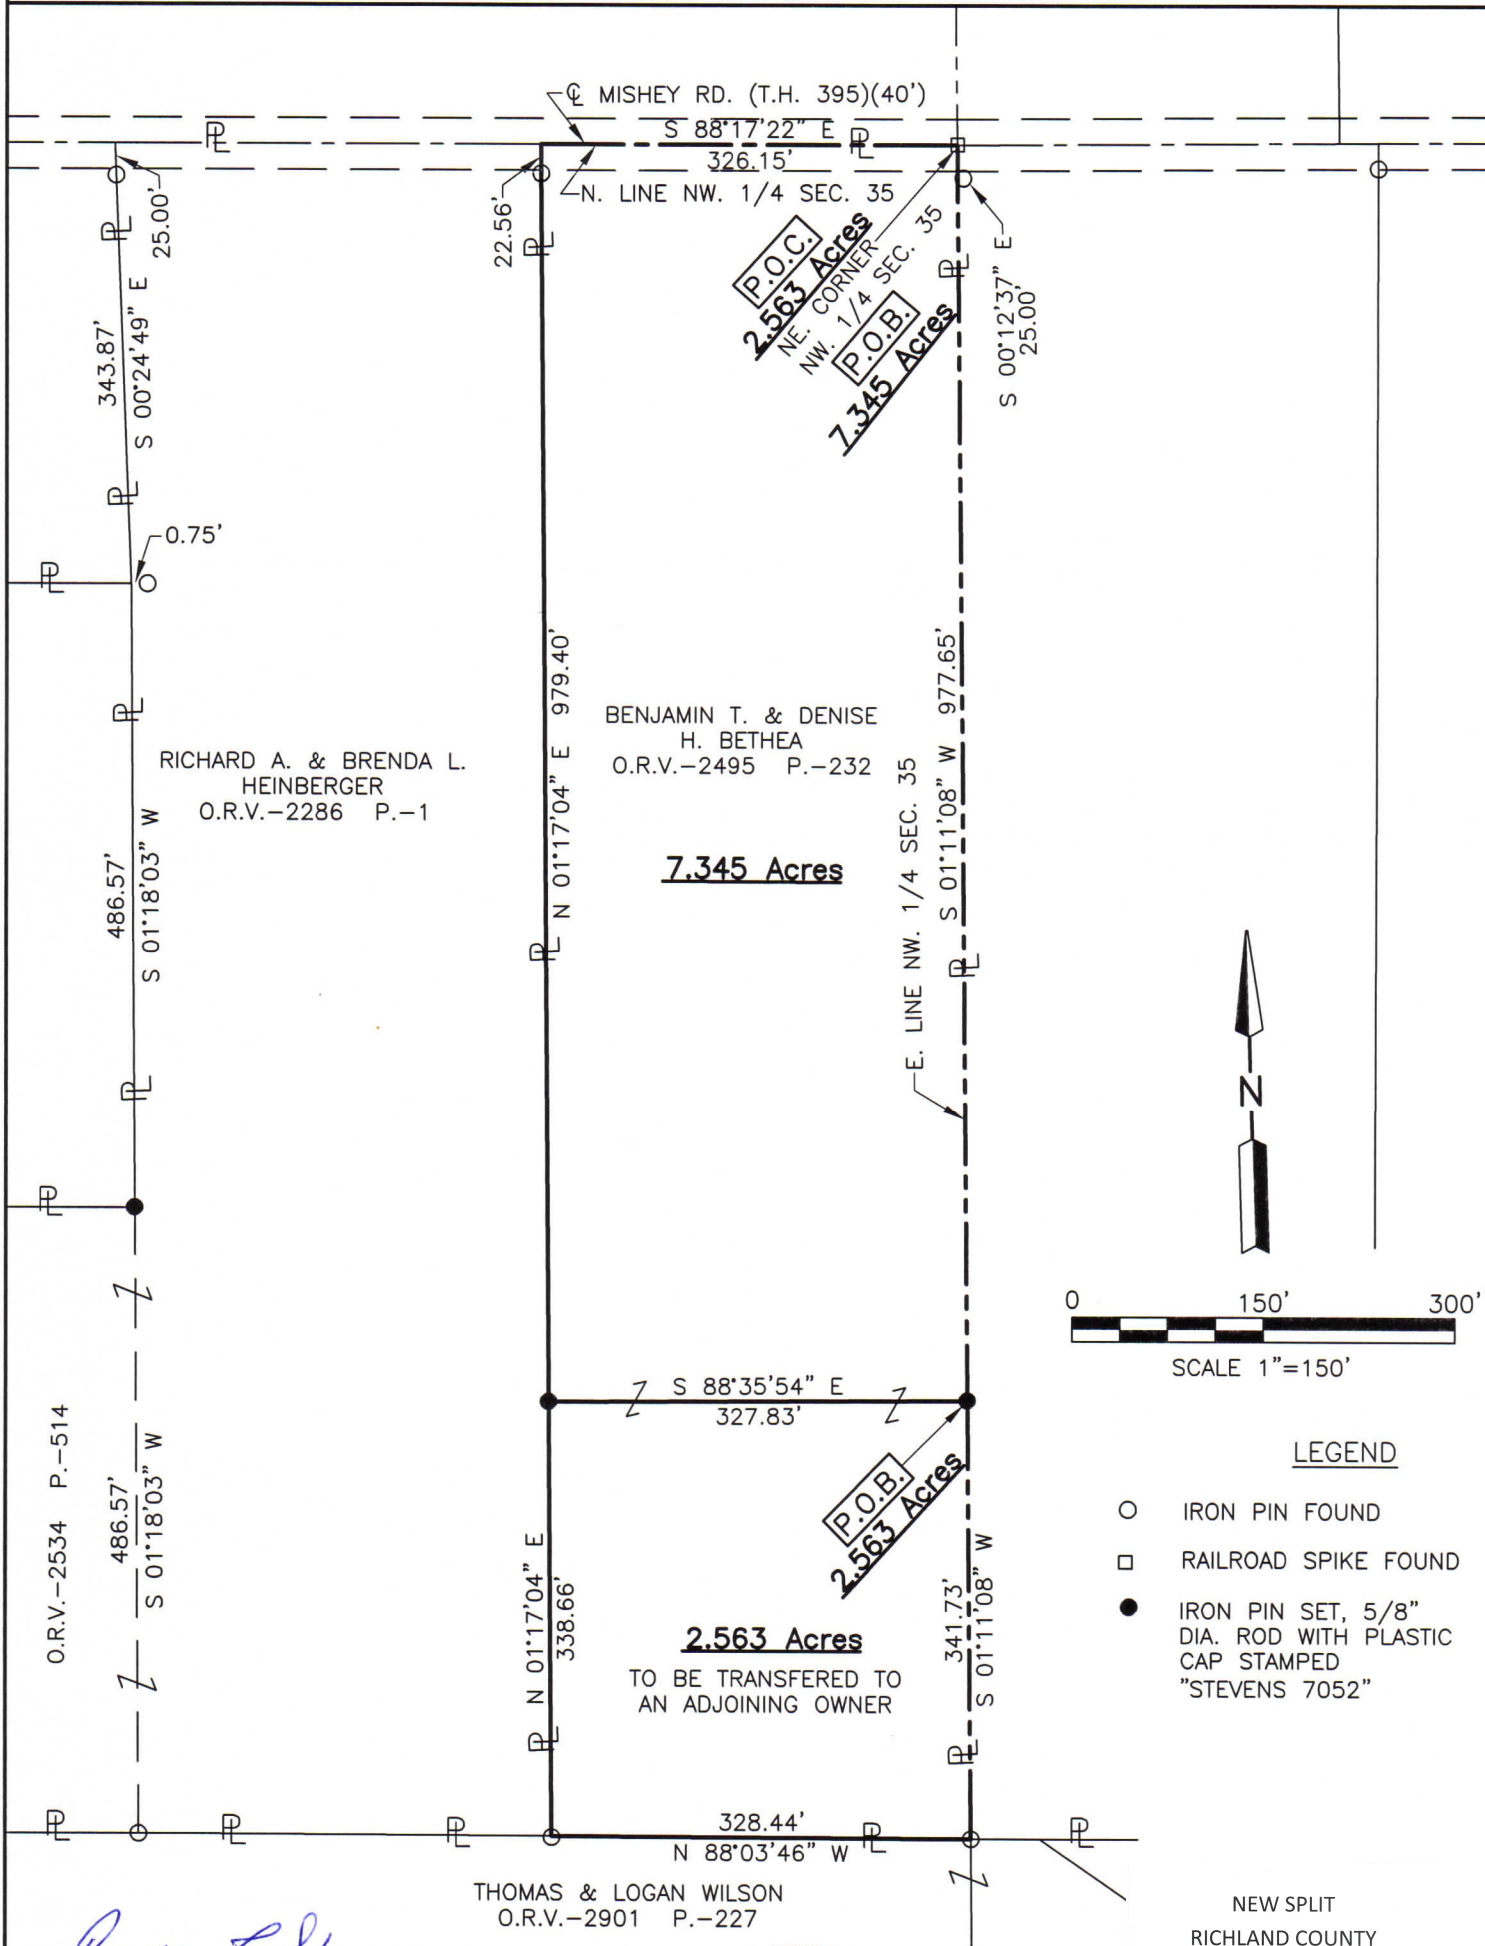 ℄ MISHEY RD. (T.H. 395)(40')
S 88°17'22" E
326.15'
N. LINE NW. 1/4 SEC. 35
25.00'
22.56'
343.87'
S 00°24'49" E
P.O.C.
2.563 Acres
NE. CORNER
NW. 1/4 SEC. 35
P.O.B.
7.345 Acres
S 00°12'37" E
25.00'
0.75'
N 01°17'04" E 979.40'
S 01°11'08" W 977.65'
E. LINE NW. 1/4 SEC. 35
BENJAMIN T. & DENISE
H. BETHEA
O.R.V.-2495 P.-232
RICHARD A. & BRENDA L.
HEINBERGER
O.R.V.-2286 P.-1
7.345 Acres
486.57'
S 01°18'03" W
N
0 150' 300'
SCALE 1"=150'
S 88°35'54" E
327.83'
P.O.B.
2.563 Acres
O.R.V.-2534 P.-514
486.57'
S 01°18'03" W
N 01°17'04" E
338.66'
341.73'
S 01°11'08" W
2.563 Acres
TO BE TRANSFERED TO
AN ADJOINING OWNER
LEGEND
IRON PIN FOUND
RAILROAD SPIKE FOUND
IRON PIN SET, 5/8"
DIA. ROD WITH PLASTIC
CAP STAMPED
"STEVENS 7052"
328.44'
N 88°03'46" W
THOMAS & LOGAN WILSON
O.R.V.-2901 P.-227
NEW SPLIT
RICHLAND COUNTY